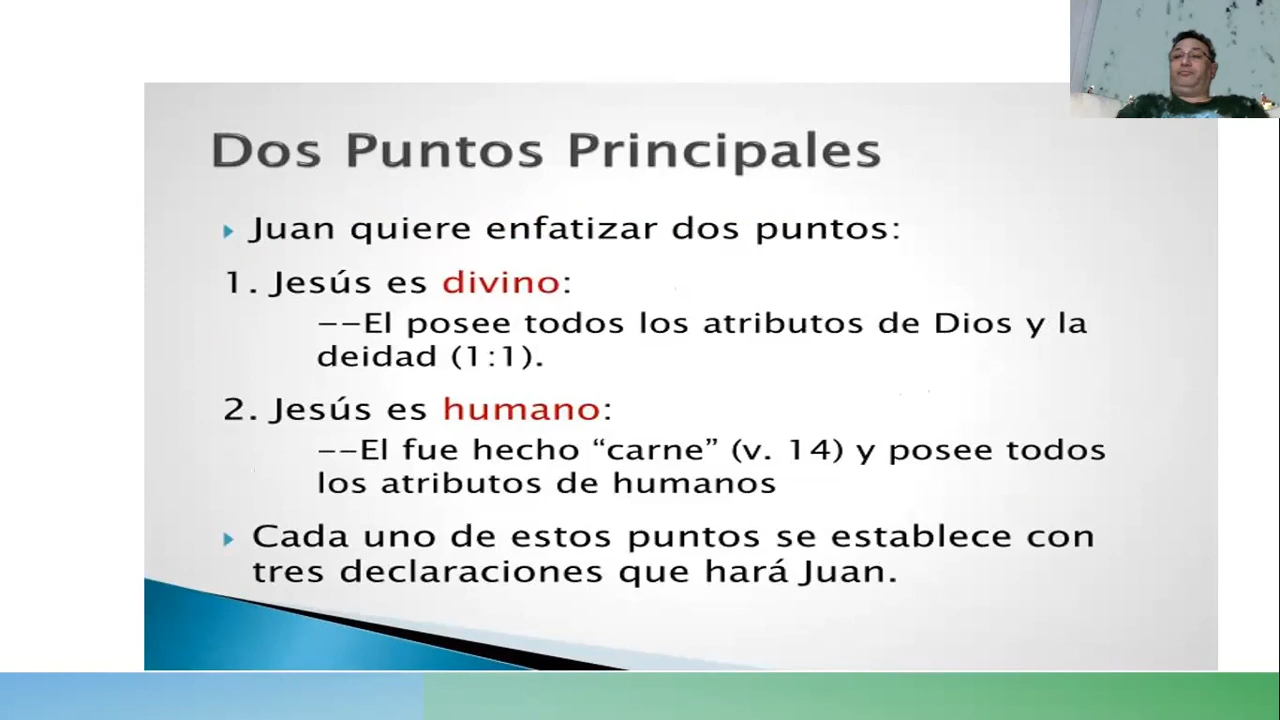 Dos Puntos Principales
Juan quiere enfatizar dos puntos:
1. Jesús es divino:
--El posee todos los atributos de Dios y la
deidad (1:1).
2. Jesús es humano:
--El fue hecho “carne” (v. 14) y posee todos
los atributos de humanos
Cada uno de estos puntos se establece con
tres declaraciones que hará Juan.